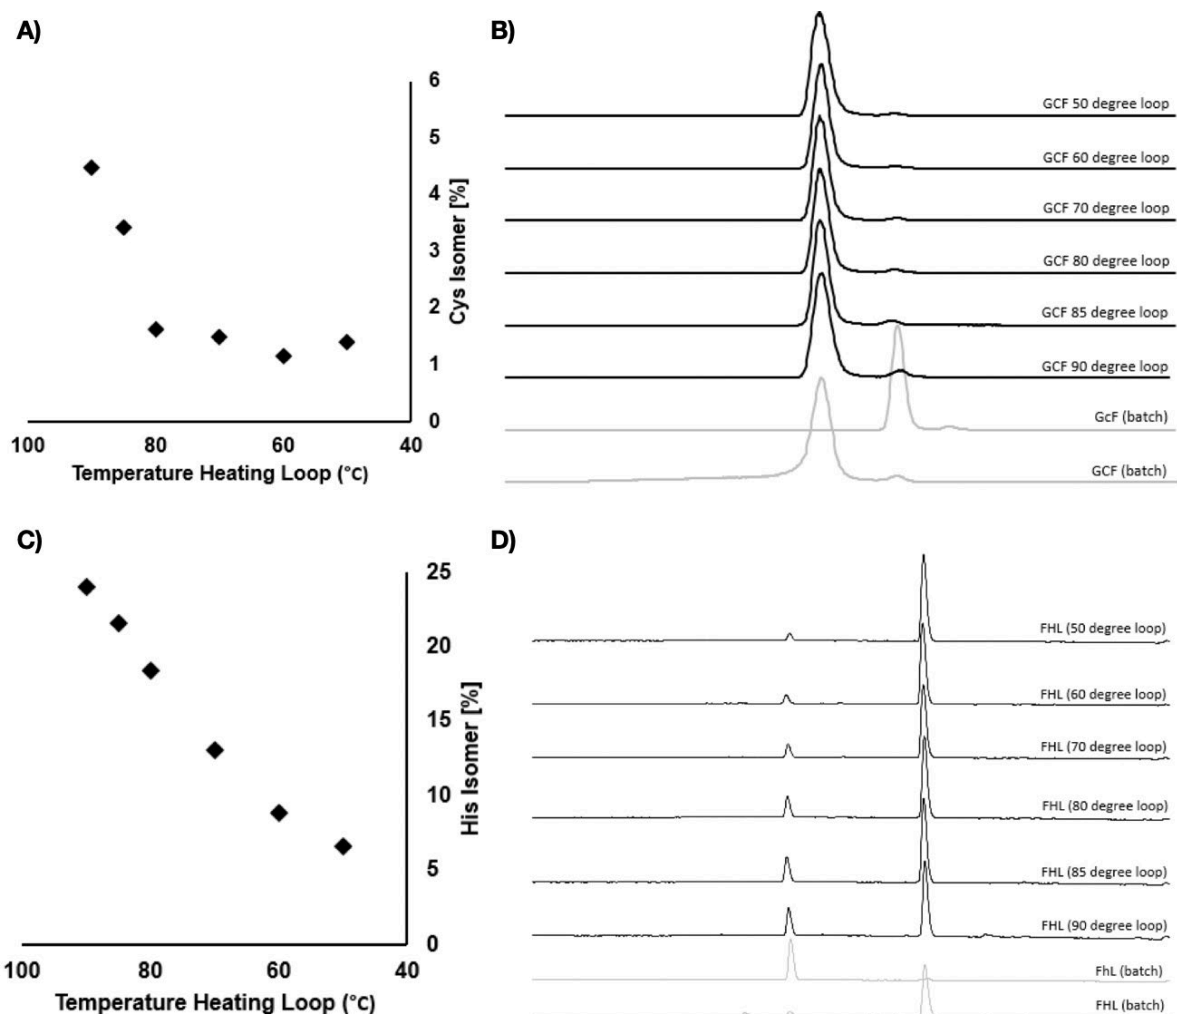 A)
6
5
4
3
2
1
0
Cys Isomer [%]
100
80
60
40
Temperature Heating Loop (°C)
B)
GCF 50 degree loop
GCF 60 degree loop
GCF 70 degree loop
GCF 80 degree loop
GCF 85 degree loop
GCF 90 degree loop
GcF (batch)
GCF (batch)
C)
25
20
15
10
5
0
His Isomer [%]
100
80
60
40
Temperature Heating Loop (°C)
D)
FHL (50 degree loop)
FHL (60 degree loop)
FHL (70 degree loop)
FHL (80 degree loop)
FHL (85 degree loop)
FHL (90 degree loop)
FhL (batch)
FHL (batch)